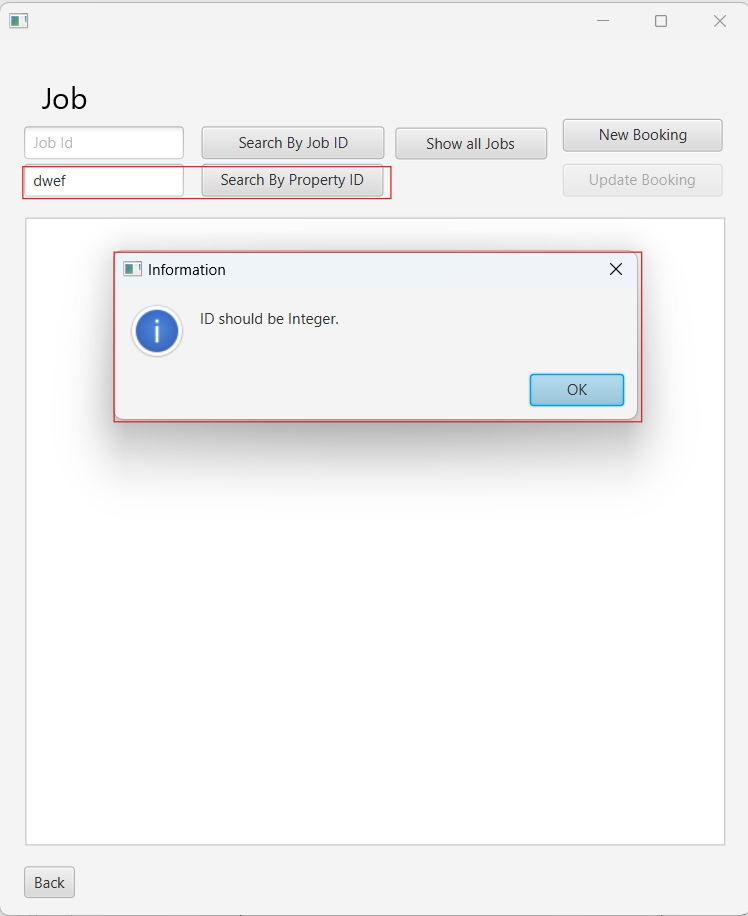 Job
Job Id
Search By Job ID
Show all Jobs
New Booking
dwef
Search By Property ID
Update Booking
Information
ID should be Integer.
OK
Back